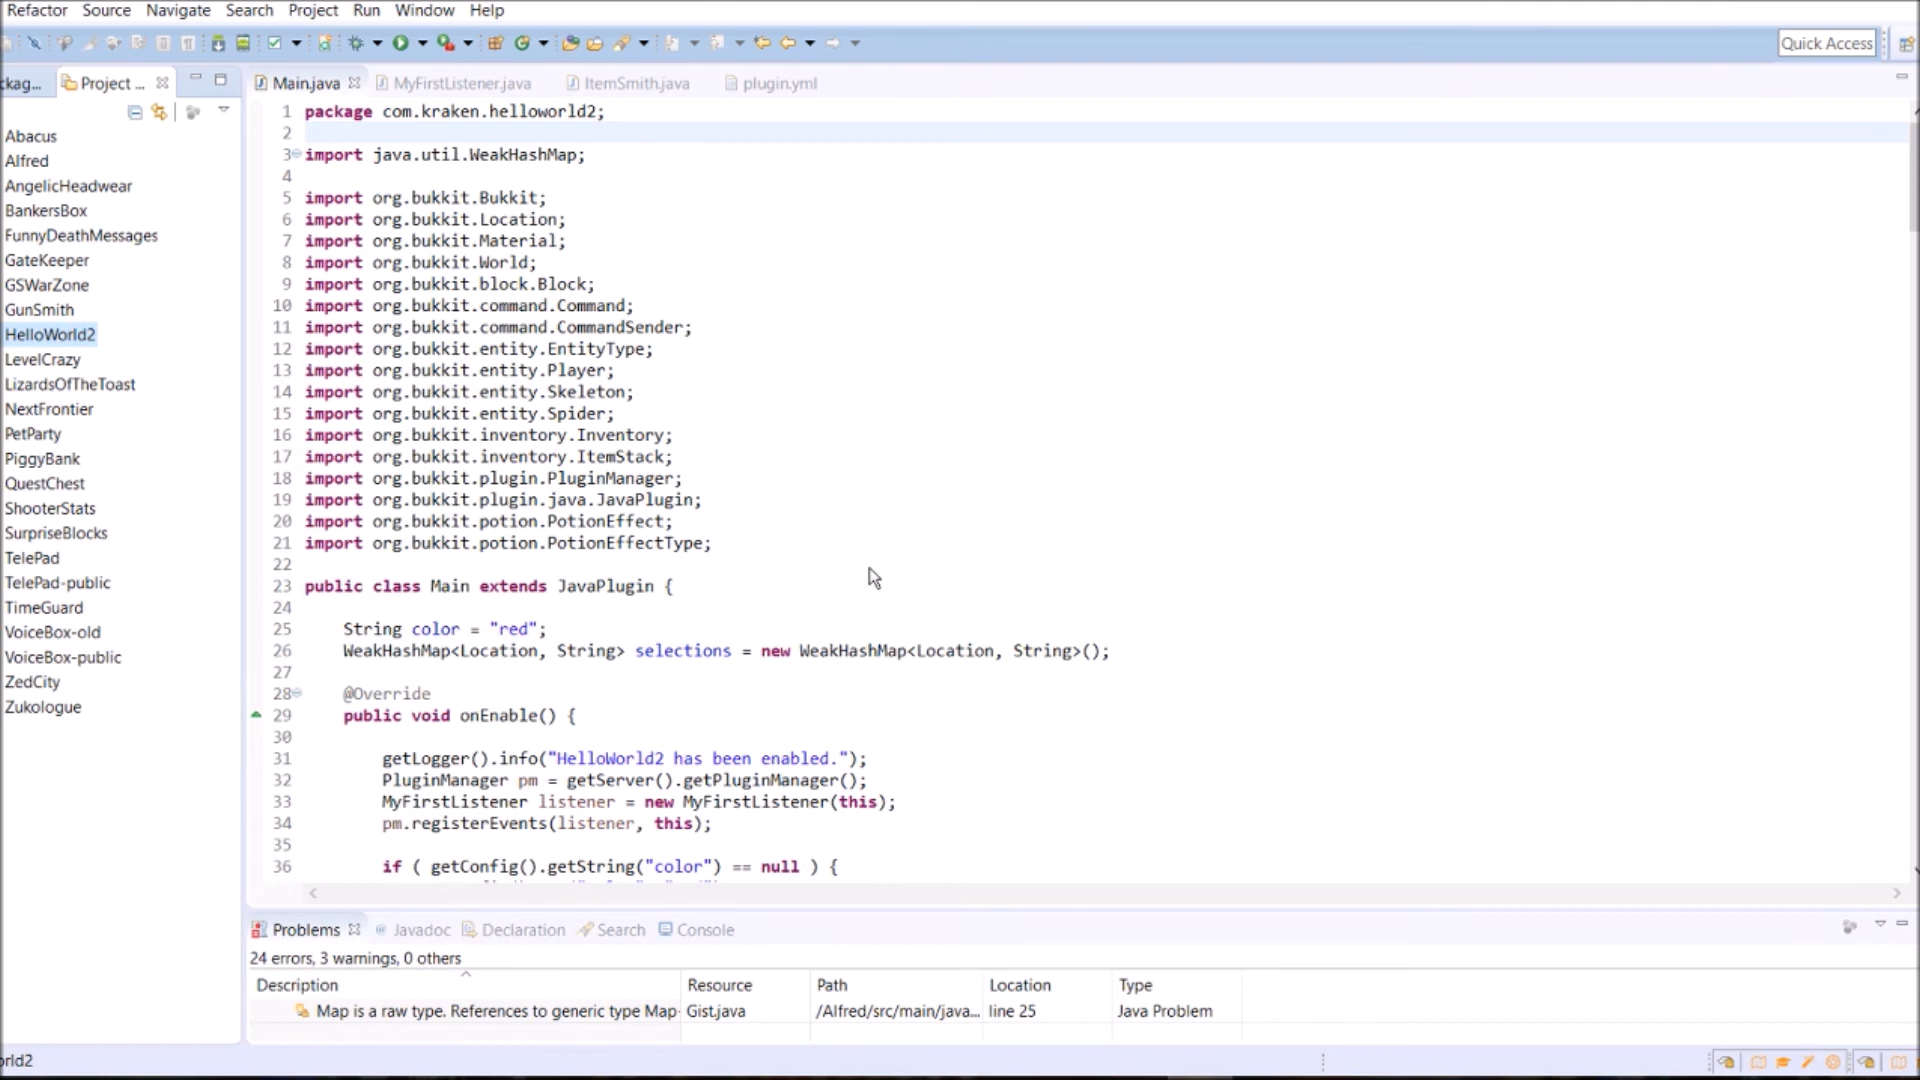 Refactor Source Navigate Search Project Run Window Help
Quick Access
ckag... Project ...
Main.java MyFirstListener.java ItemSmith.java plugin.yml
Abacus
Alfred
AngelicHeadwear
BankersBox
FunnyDeathMessages
GateKeeper
GSWarZone
GunSmith
HelloWorld2
LevelCrazy
LizardsOfTheToast
NextFrontier
PetParty
PiggyBank
QuestChest
ShooterStats
SurpriseBlocks
TelePad
TelePad-public
TimeGuard
VoiceBox-old
VoiceBox-public
ZedCity
Zukologue
1 package com.kraken.helloworld2;
2
3 import java.util.WeakHashMap;
4
5 import org.bukkit.Bukkit;
6 import org.bukkit.Location;
7 import org.bukkit.Material;
8 import org.bukkit.World;
9 import org.bukkit.block.Block;
10 import org.bukkit.command.Command;
11 import org.bukkit.command.CommandSender;
12 import org.bukkit.entity.EntityType;
13 import org.bukkit.entity.Player;
14 import org.bukkit.entity.Skeleton;
15 import org.bukkit.entity.Spider;
16 import org.bukkit.inventory.Inventory;
17 import org.bukkit.inventory.ItemStack;
18 import org.bukkit.plugin.PluginManager;
19 import org.bukkit.plugin.java.JavaPlugin;
20 import org.bukkit.potion.PotionEffect;
21 import org.bukkit.potion.PotionEffectType;
22
23 public class Main extends JavaPlugin {
24
25 String color = "red";
26 WeakHashMap<Location, String> selections = new WeakHashMap<Location, String>();
27
28 @Override
29 public void onEnable() {
30
31 getLogger().info("HelloWorld2 has been enabled.");
32 PluginManager pm = getServer().getPluginManager();
33 MyFirstListener listener = new MyFirstListener(this);
34 pm.registerEvents(listener, this);
35
36 if ( getConfig().getString("color") == null ) {
Problems Javadoc Declaration Search Console
24 errors, 3 warnings, 0 others
Description Resource Path Location Type
Map is a raw type. References to generic type Map Gist.java /Alfred/src/main/java... line 25 Java Problem
orld2